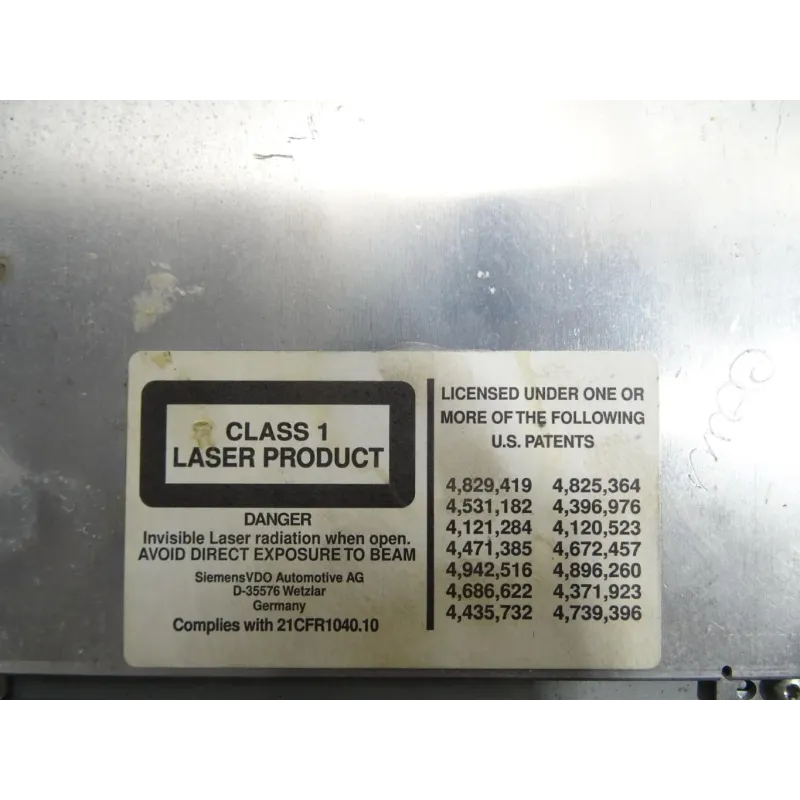 CLASS 1
LASER PRODUCT
DANGER
Invisible Laser radiation when open.
AVOID DIRECT EXPOSURE TO BEAM
SiemensVDO Automotive AG
D-35576 Wetzlar
Germany
Complies with 21CFR1040.10
LICENSED UNDER ONE OR
MORE OF THE FOLLOWING
U.S. PATENTS
4,829,419 4,825,364
4,531,182 4,396,976
4,121,284 4,120,523
4,471,385 4,672,457
4,942,516 4,896,260
4,686,622 4,371,923
4,435,732 4,739,396